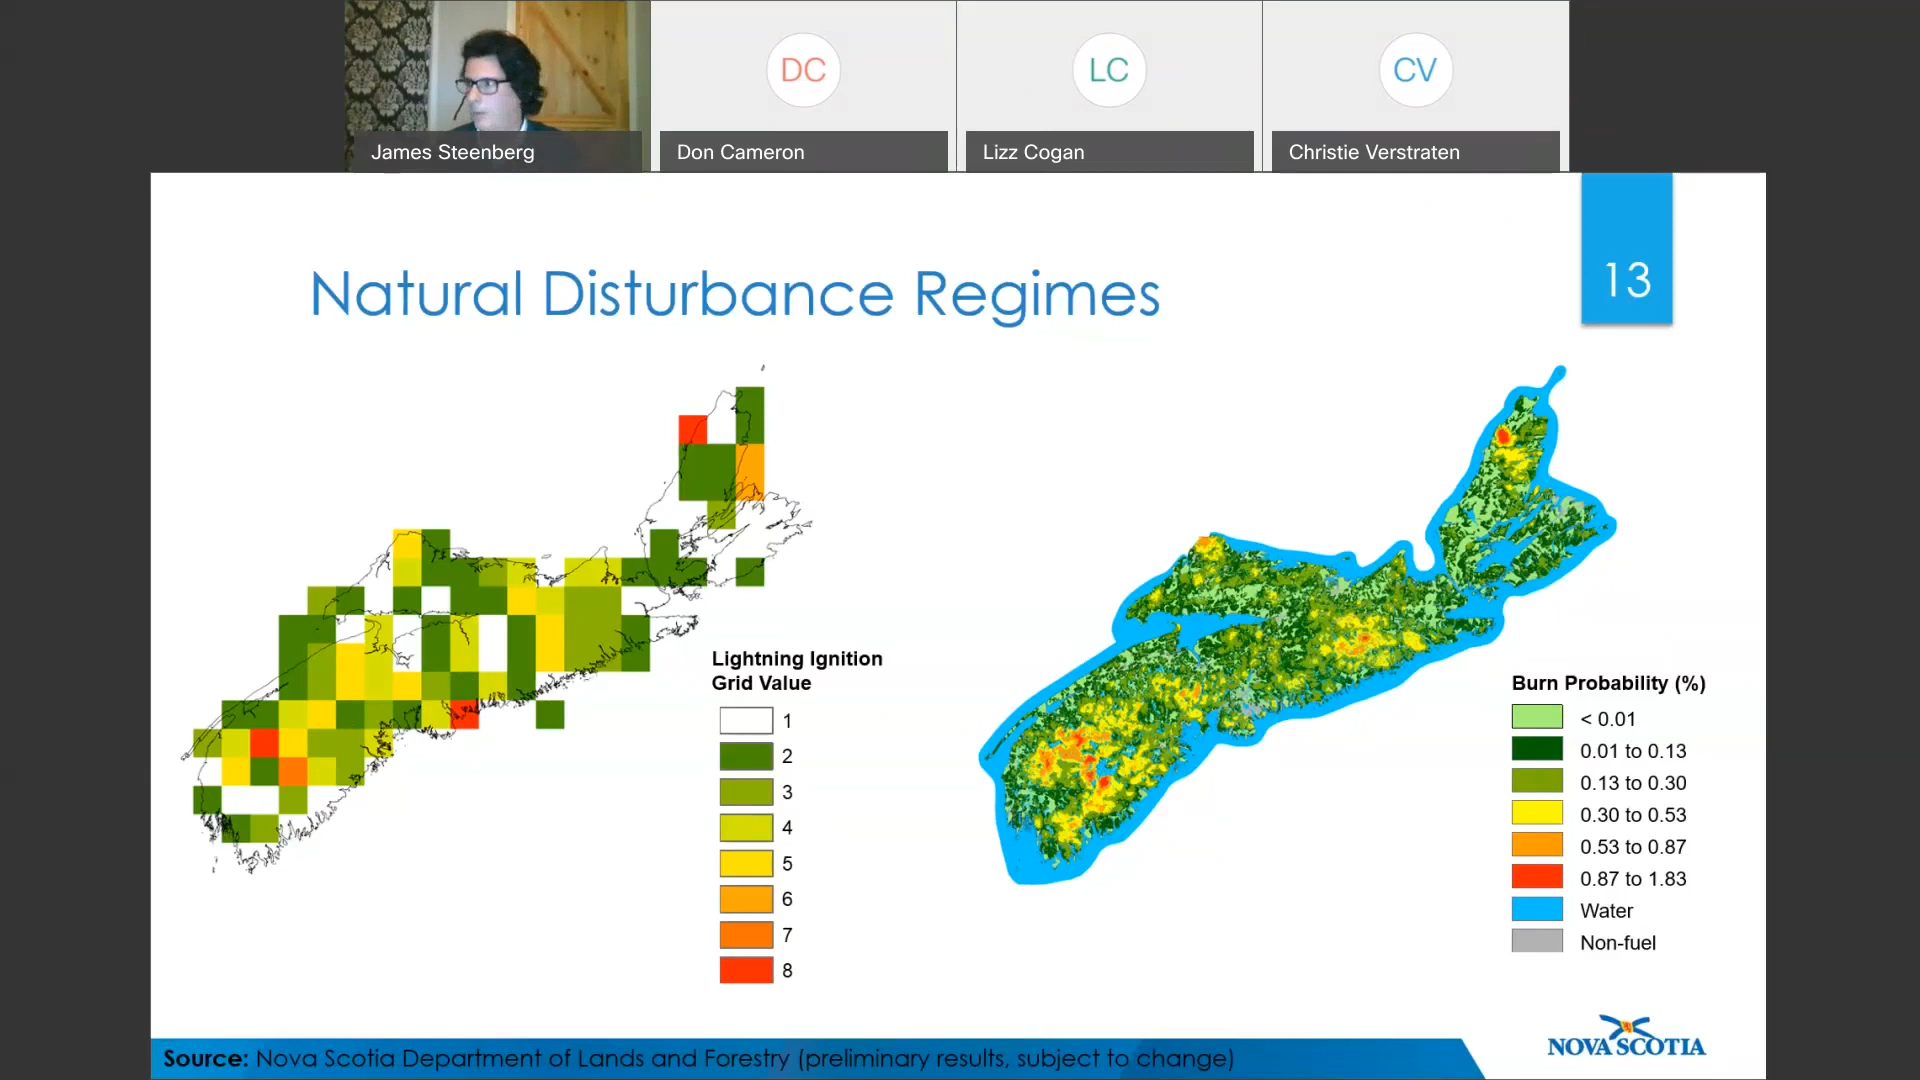 DC
LC
CV
James Steenberg
Don Cameron
Lizz Cogan
Christie Verstraten
13
Natural Disturbance Regimes
Lightning Ignition
Grid Value
1
2
3
4
5
6
7
8
Burn Probability (%)
< 0.01
0.01 to 0.13
0.13 to 0.30
0.30 to 0.53
0.53 to 0.87
0.87 to 1.83
Water
Non-fuel
NOVA SCOTIA
Source: Nova Scotia Department of Lands and Forestry (preliminary results, subject to change)